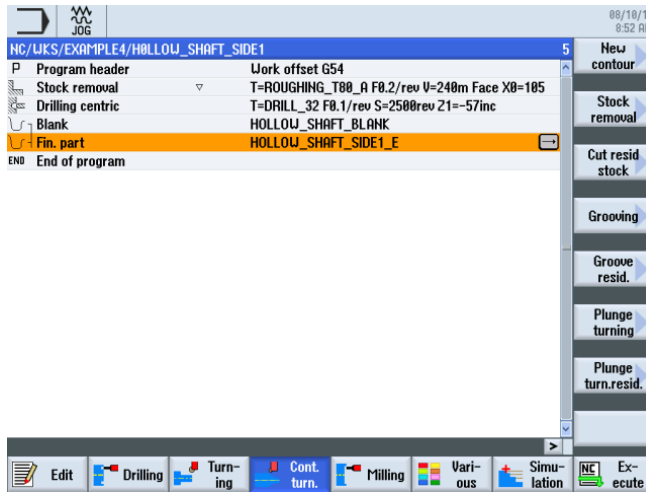 08/10/1
8:52 A
JOG
NC/WKS/EXAMPLE4/HOLLOW_SHAFT_SIDE1 5
P Program header Work offset G54
Stock removal ▽ T=ROUGHING_T80_A F0.2/rev V=240m Face X0=105
Drilling centric T=DRILL_32 F0.1/rev S=2500rev Z1=-57inc
Blank HOLLOW_SHAFT_BLANK
Fin. part HOLLOW_SHAFT_SIDE1_E
END End of program
New
contour
Stock
removal
Cut resid
stock
Grooving
Groove
resid.
Plunge
turning
Plunge
turn.resid.
>
Edit
Drilling
Turn-
ing
Cont.
turn.
Milling
Vari-
ous
Simu-
lation
NC
Ex-
ecute